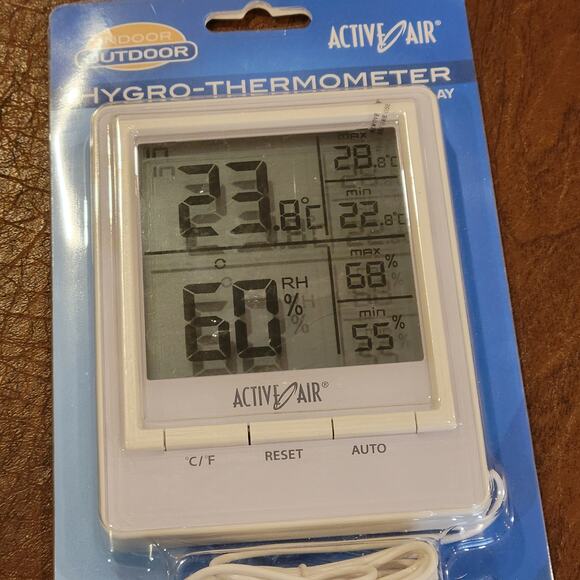 INDOOR
OUTDOOR
ACTIVE AIR®
HYGRO-THERMOMETER
AY
IN
23.8°C
max
28.8°C
min
22.8°C
60% RH
max
68%
min
55%
ACTIVE AIR®
°C/°F
RESET
AUTO